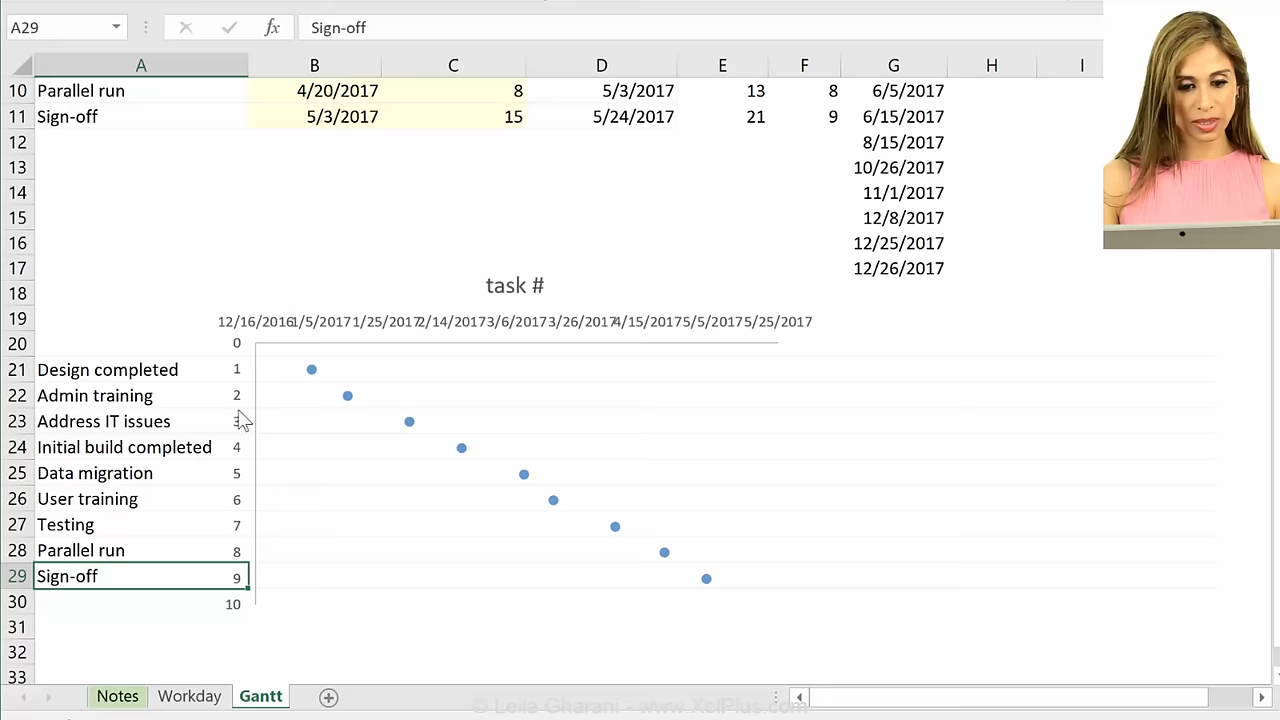 A29 fx Sign-off
A B C D E F G H I
10 Parallel run 4/20/2017 8 5/3/2017 13 8 6/5/2017
11 Sign-off 5/3/2017 15 5/24/2017 21 9 6/15/2017
12 8/15/2017
13 10/26/2017
14 11/1/2017
15 12/8/2017
16 12/25/2017
17 12/26/2017
18 task #
19 12/16/2016 1/5/2017 1/25/2017 2/14/2017 3/6/2017 3/26/2017 4/15/2017 5/5/2017 5/25/2017
20 0
21 Design completed 1
22 Admin training 2
23 Address IT issues 3
24 Initial build completed 4
25 Data migration 5
26 User training 6
27 Testing 7
28 Parallel run 8
29 Sign-off 9
30 10
31
32
33
Notes Workday Gantt
© Leila Gharani - www.XelPlus.com